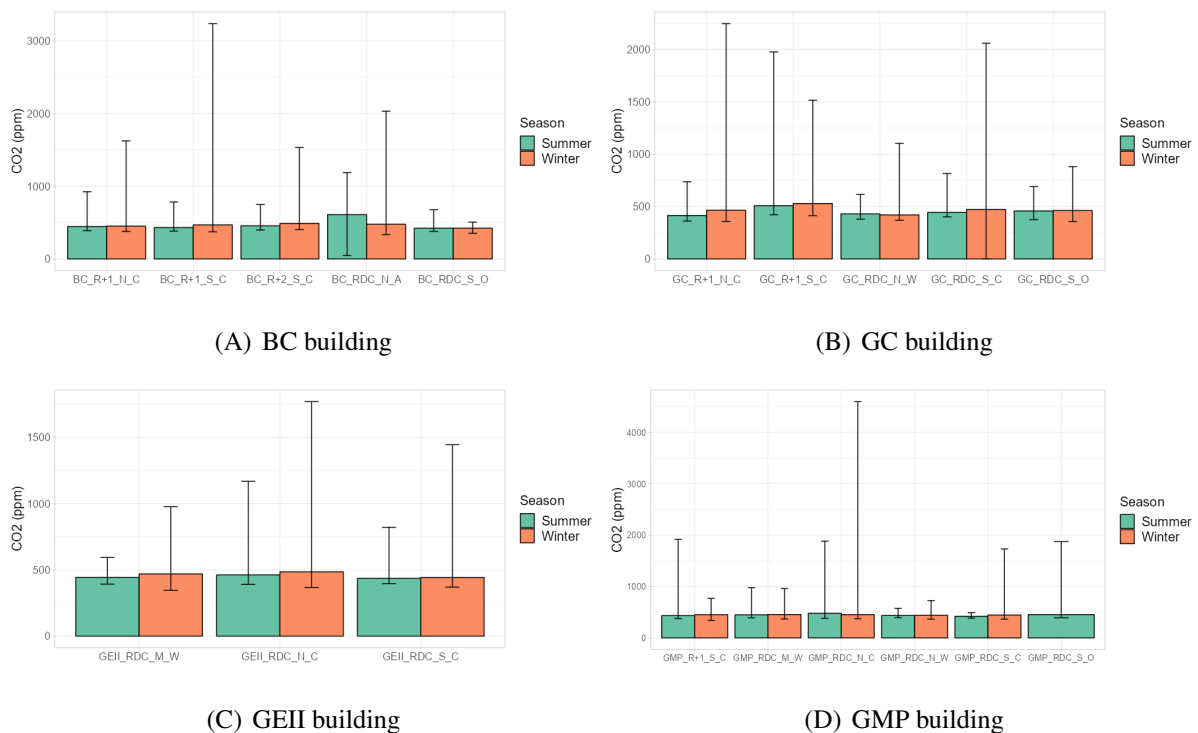 3000
2000
1000
0
CO2 (ppm)
BC_R+1_N_C BC_R+1_S_C BC_R+2_S_C BC_RDC_N_A BC_RDC_S_O
Season
Summer
Winter
(A) BC building
2000
1500
1000
500
0
CO2 (ppm)
GC_R+1_N_C GC_R+1_S_C GC_RDC_N_W GC_RDC_S_C GC_RDC_S_O
Season
Summer
Winter
(B) GC building
1500
1000
500
0
CO2 (ppm)
GEII_RDC_M_W GEII_RDC_N_C GEII_RDC_S_C
Season
Summer
Winter
(C) GEII building
4000
3000
2000
1000
0
CO2 (ppm)
GMP_R+1_S_C GMP_RDC_M_W GMP_RDC_N_C GMP_RDC_N_W GMP_RDC_S_C GMP_RDC_S_O
Season
Summer
Winter
(D) GMP building